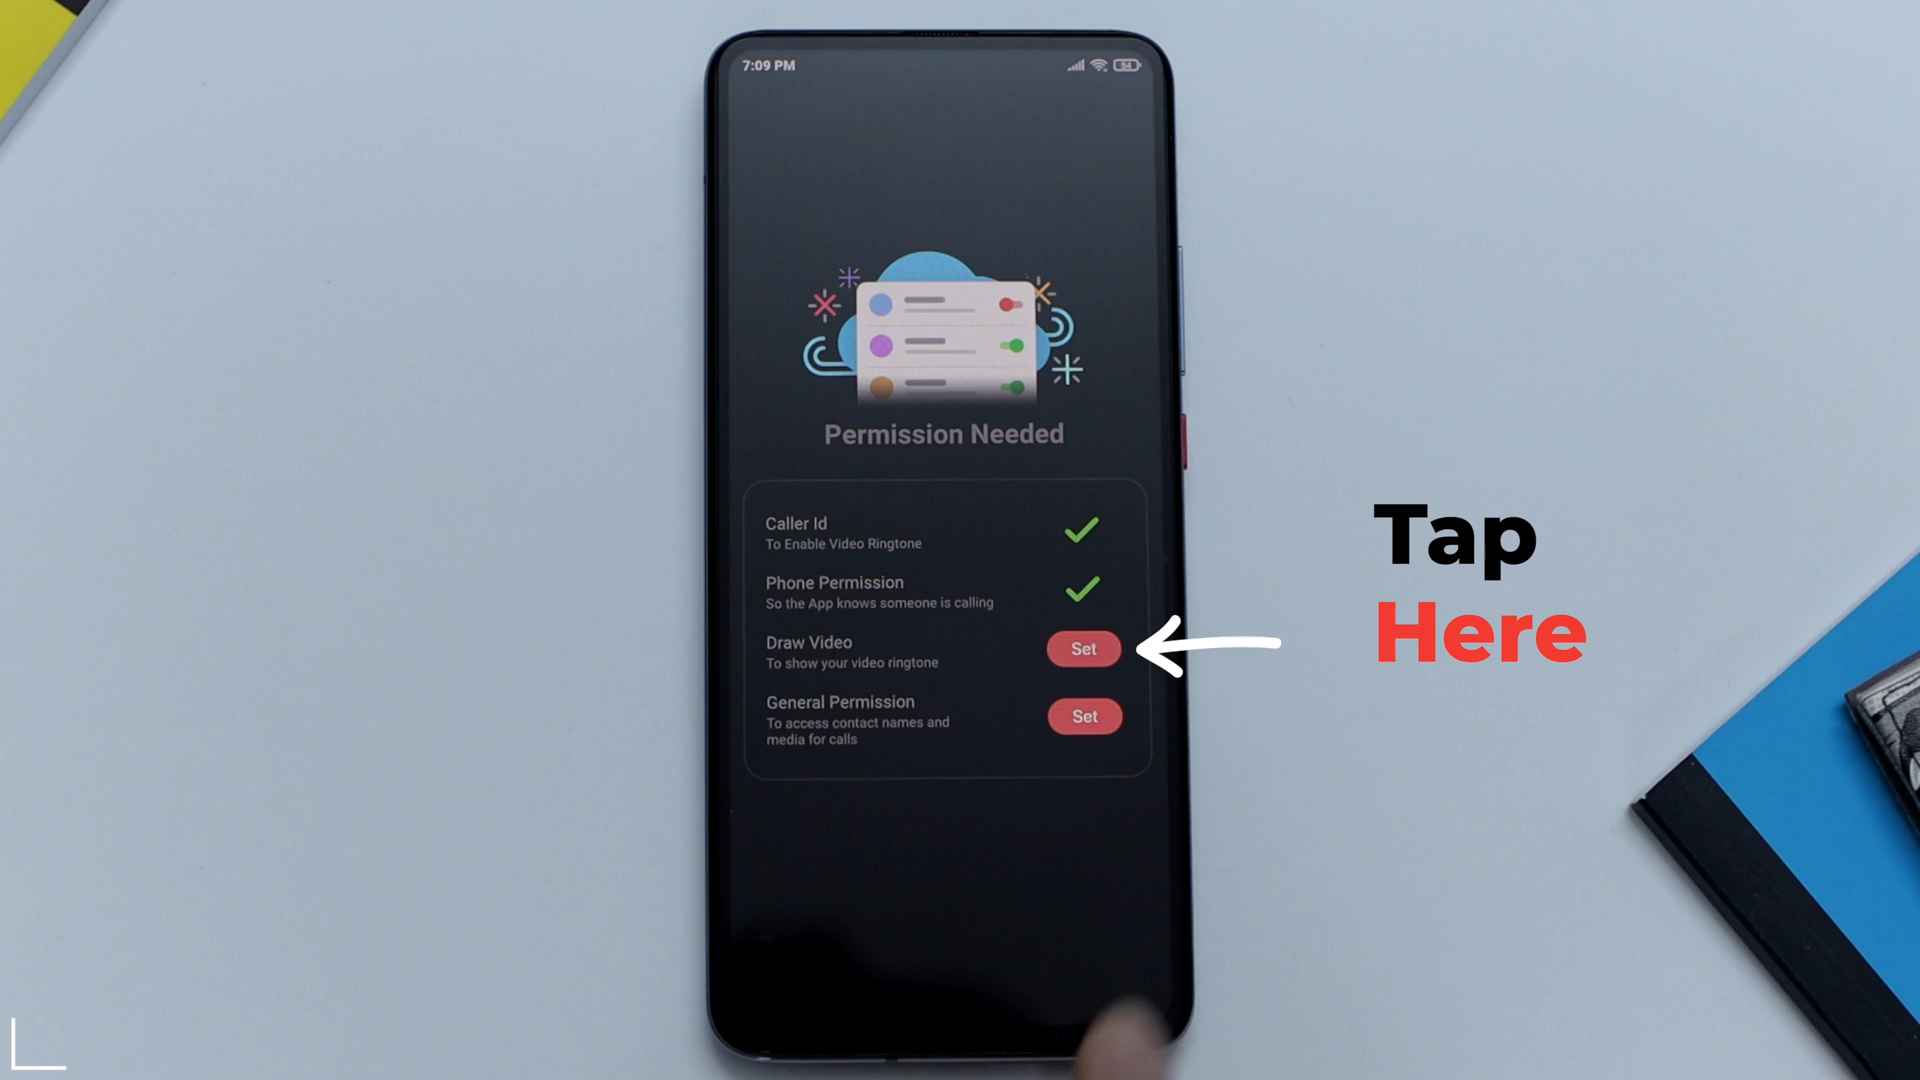 7:09 PM
54
Permission Needed
Caller Id
To Enable Video Ringtone
Phone Permission
So the App knows someone is calling
Draw Video
To show your video ringtone
Set
General Permission
To access contact names and
media for calls
Set
Tap
Here